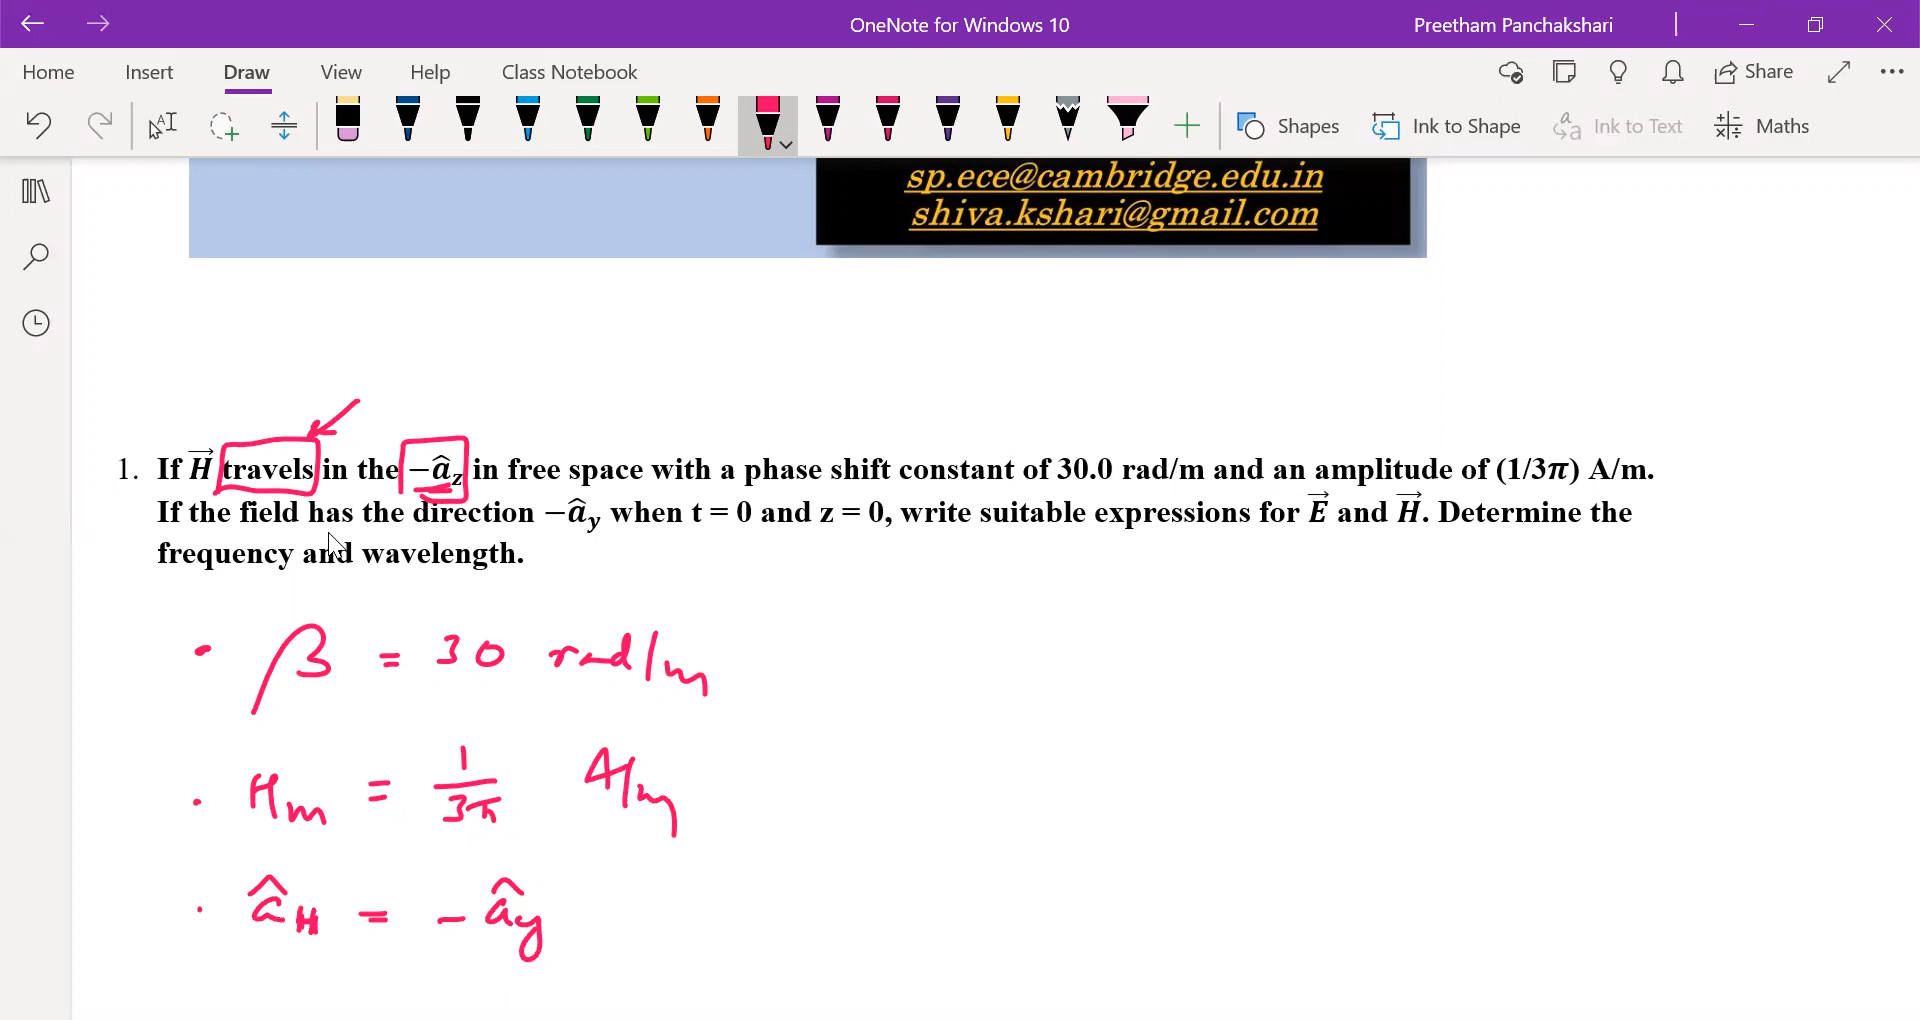 OneNote for Windows 10
Preetham Panchakshari
Home Insert Draw View Help Class Notebook
Share
Shapes Ink to Shape Ink to Text Maths
sp.ece@cambridge.edu.in
shiva.kshari@gmail.com
1. If H⃗ travels in the −â_z in free space with a phase shift constant of 30.0 rad/m and an amplitude of (1/3π) A/m.
If the field has the direction −â_y when t = 0 and z = 0, write suitable expressions for E⃗ and H⃗. Determine the
frequency and wavelength.
• β = 30 rad/m
• Hm = 1/3π A/m
• â_H = − â_y